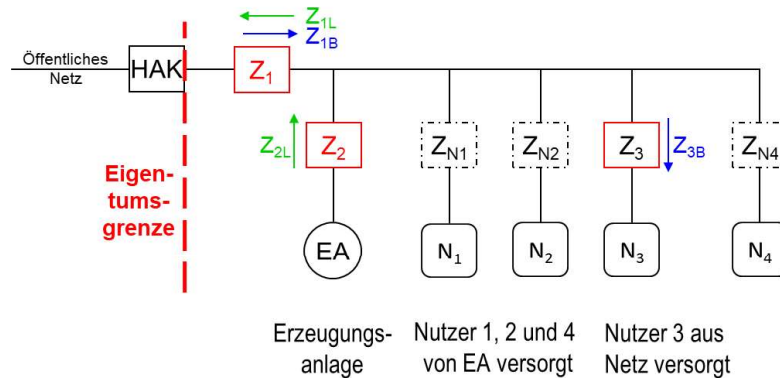 Z1L
Z1B
Öffentliches
Netz
HAK
Z1
Z2L
Z2
ZN1
ZN2
Z3
Z3B
ZN4
Eigen-
tums-
grenze
EA
N1
N2
N3
N4
Erzeugungs-
anlage
Nutzer 1, 2 und 4
von EA versorgt
Nutzer 3 aus
Netz versorgt